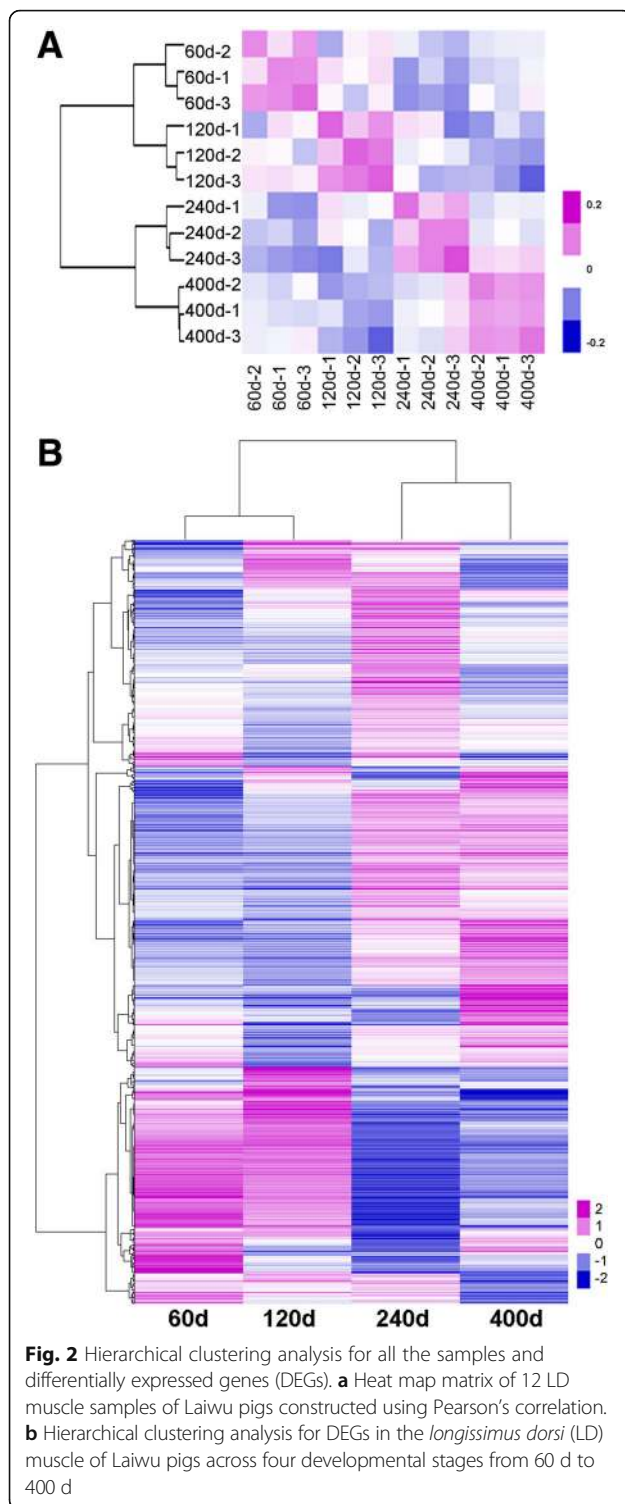 A
60d-2
60d-1
60d-3
120d-1
120d-2
120d-3
240d-1
240d-2
240d-3
400d-2
400d-1
400d-3
0.2
0
-0.2
60d-2
60d-1
60d-3
120d-1
120d-2
120d-3
240d-1
240d-2
240d-3
400d-2
400d-1
400d-3
B
2
1
0
-1
-2
60d 120d 240d 400d
Fig. 2 Hierarchical clustering analysis for all the samples and
differentially expressed genes (DEGs). a Heat map matrix of 12 LD
muscle samples of Laiwu pigs constructed using Pearson's correlation.
b Hierarchical clustering analysis for DEGs in the longissimus dorsi (LD)
muscle of Laiwu pigs across four developmental stages from 60 d to
400 d